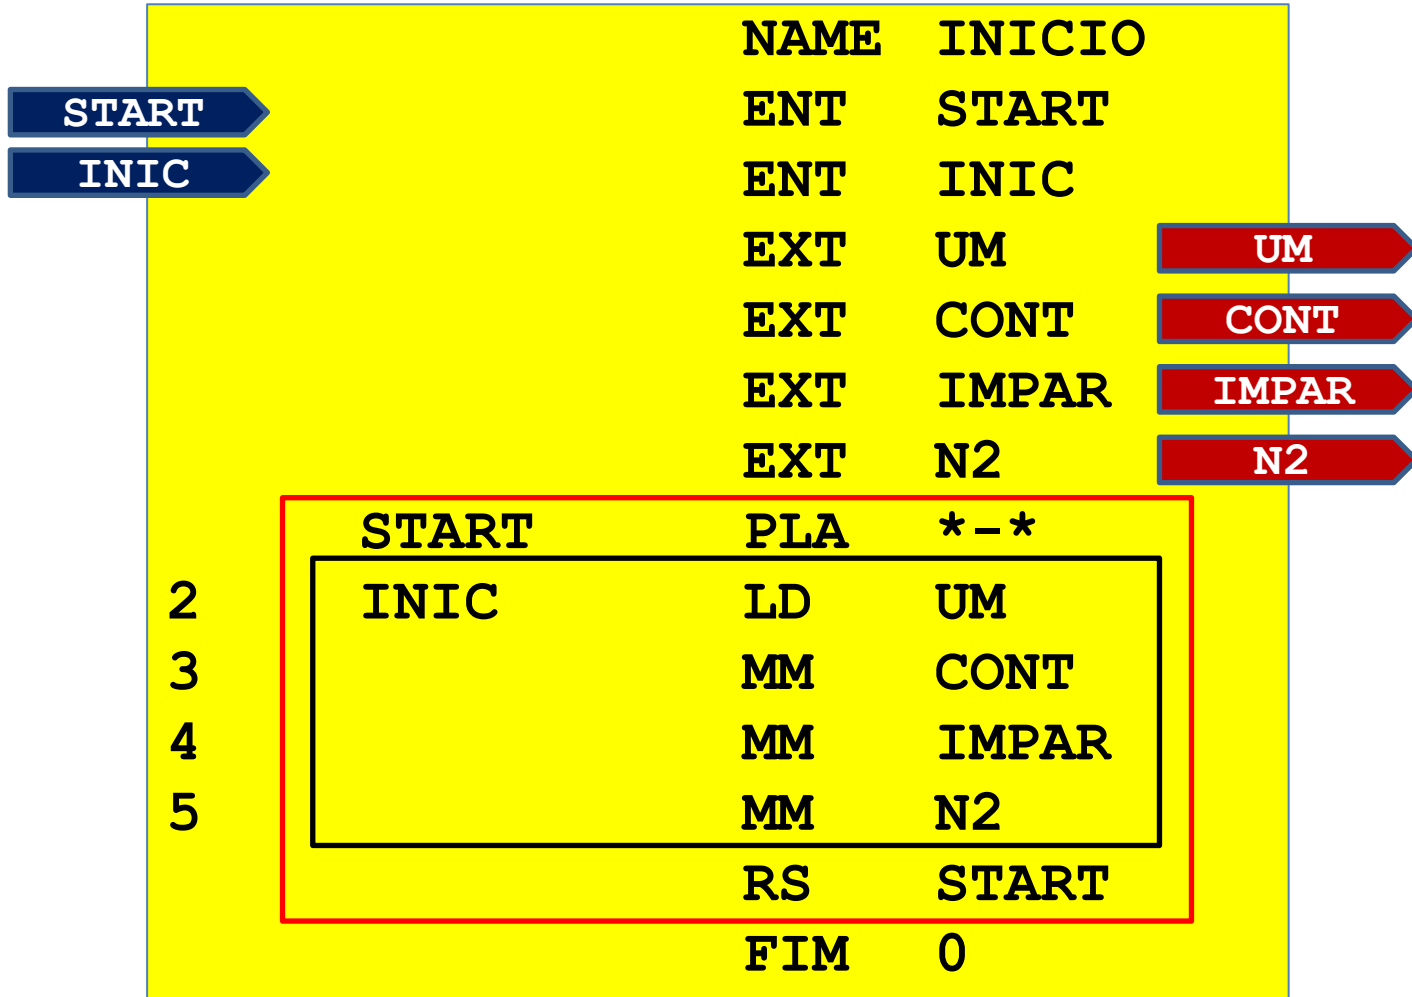 NAME INICIO
START ENT START
INIC ENT INIC
EXT UM UM
EXT CONT CONT
EXT IMPAR IMPAR
EXT N2 N2
START PLA *-*
2 INIC LD UM
3 MM CONT
4 MM IMPAR
5 MM N2
RS START
FIM 0